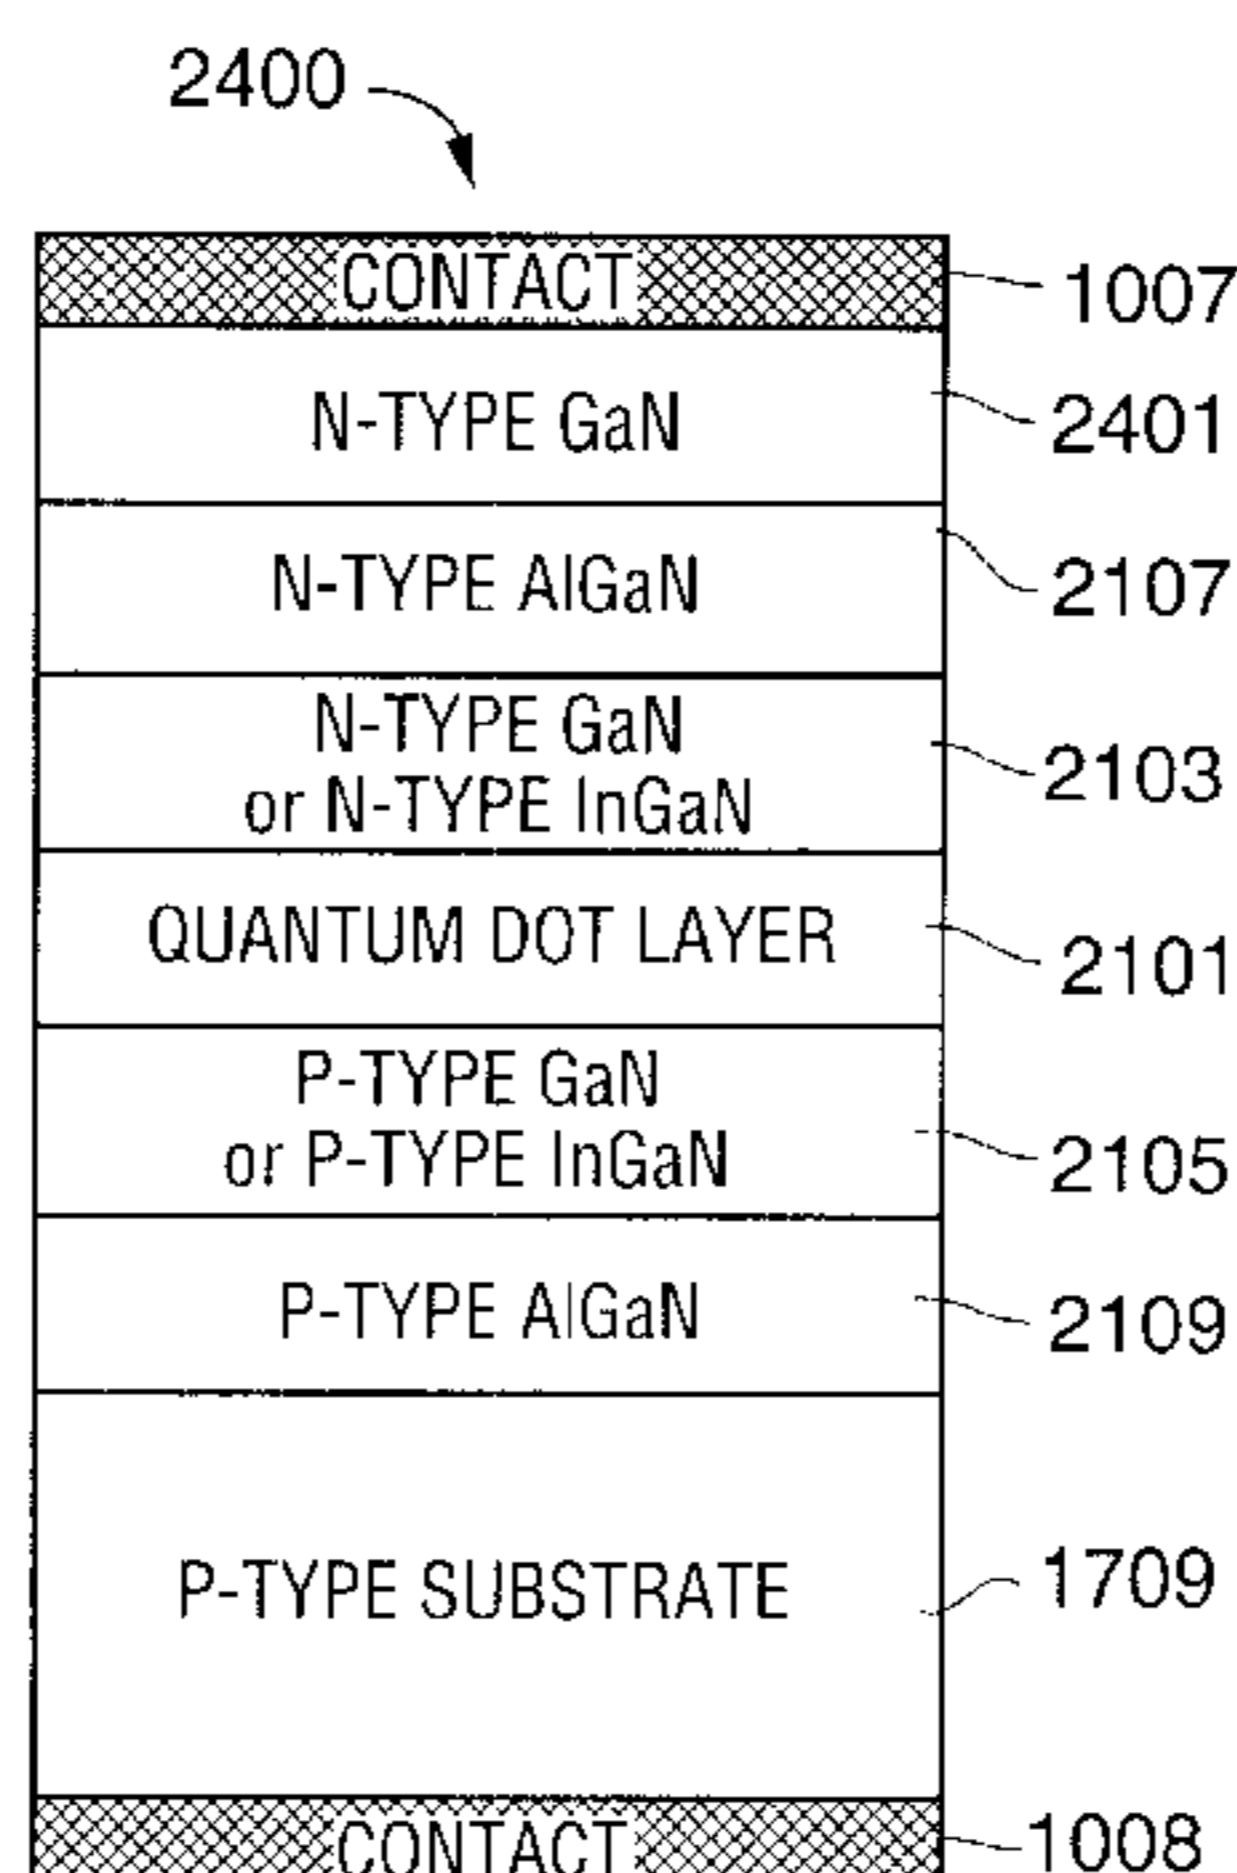 2400
CONTACT 1007
N-TYPE GaN 2401
N-TYPE AlGaN 2107
N-TYPE GaN
or N-TYPE InGaN 2103
QUANTUM DOT LAYER 2101
P-TYPE GaN
or P-TYPE InGaN 2105
P-TYPE AlGaN 2109
P-TYPE SUBSTRATE 1709
CONTACT 1008